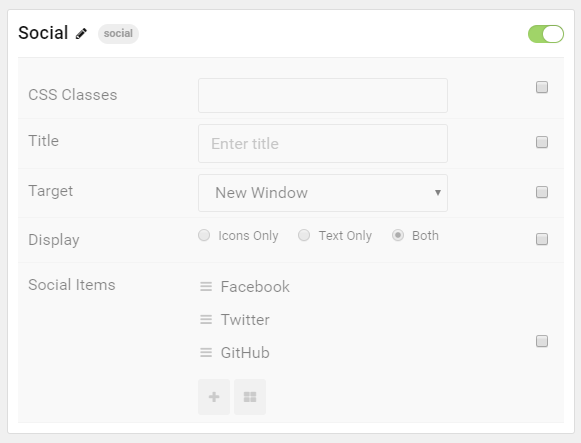 Social social
CSS Classes
Title Enter title
Target New Window
Display Icons Only Text Only Both
Social Items Facebook
Twitter
GitHub